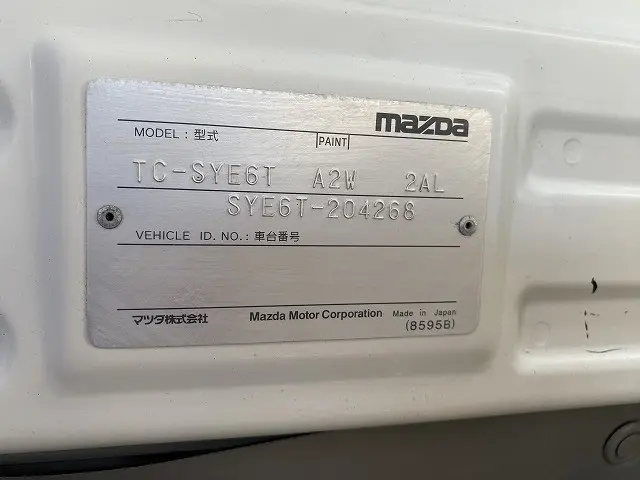 mazda
MODEL : 型式 PAINT
TC-SYE6T A2W 2AL
SYE6T-204268
VEHICLE ID. NO.: 車台番号
マツダ株式会社 Mazda Motor Corporation Made in Japan
(8595B)